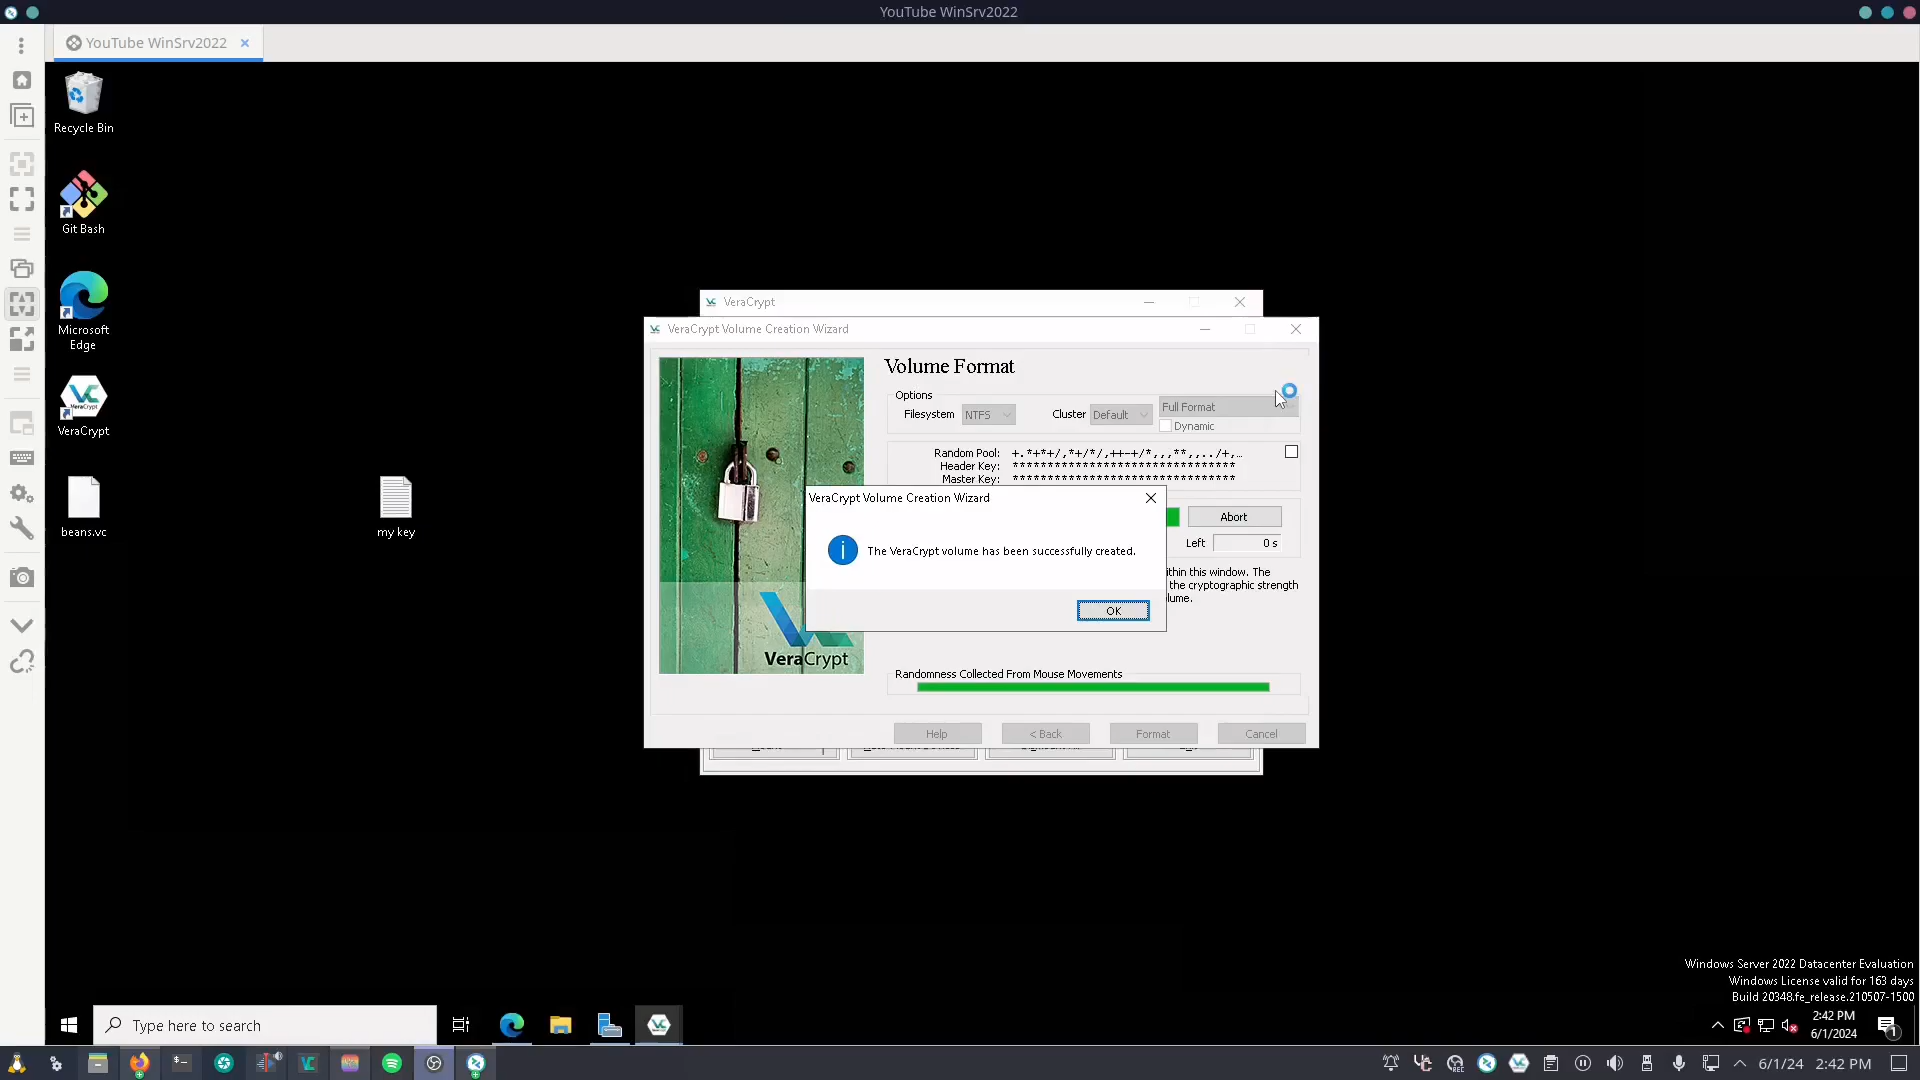 YouTube WinSrv2022
YouTube WinSrv2022
Recycle Bin
Git Bash
Microsoft
Edge
VeraCrypt
beans.vc
my key
VeraCrypt
VeraCrypt Volume Creation Wizard
Volume Format
Options
Filesystem NTFS Cluster Default Full Format
Dynamic
Random Pool: +.*+*+/,*+/*/,++-+/*,,,**,,../+,..
Header Key: ********************************
Master Key: ********************************
VeraCrypt Volume Creation Wizard
Abort
The VeraCrypt volume has been successfully created.
Left 0 s
ithin this window. The
the cryptographic strength
lume.
OK
VeraCrypt
Randomness Collected From Mouse Movements
Help < Back Format Cancel
Windows Server 2022 Datacenter Evaluation
Windows License valid for 163 days
Build 20348.fe_release.210507-1500
Type here to search
2:42 PM
6/1/2024
1
REC
6/1/24 2:42 PM